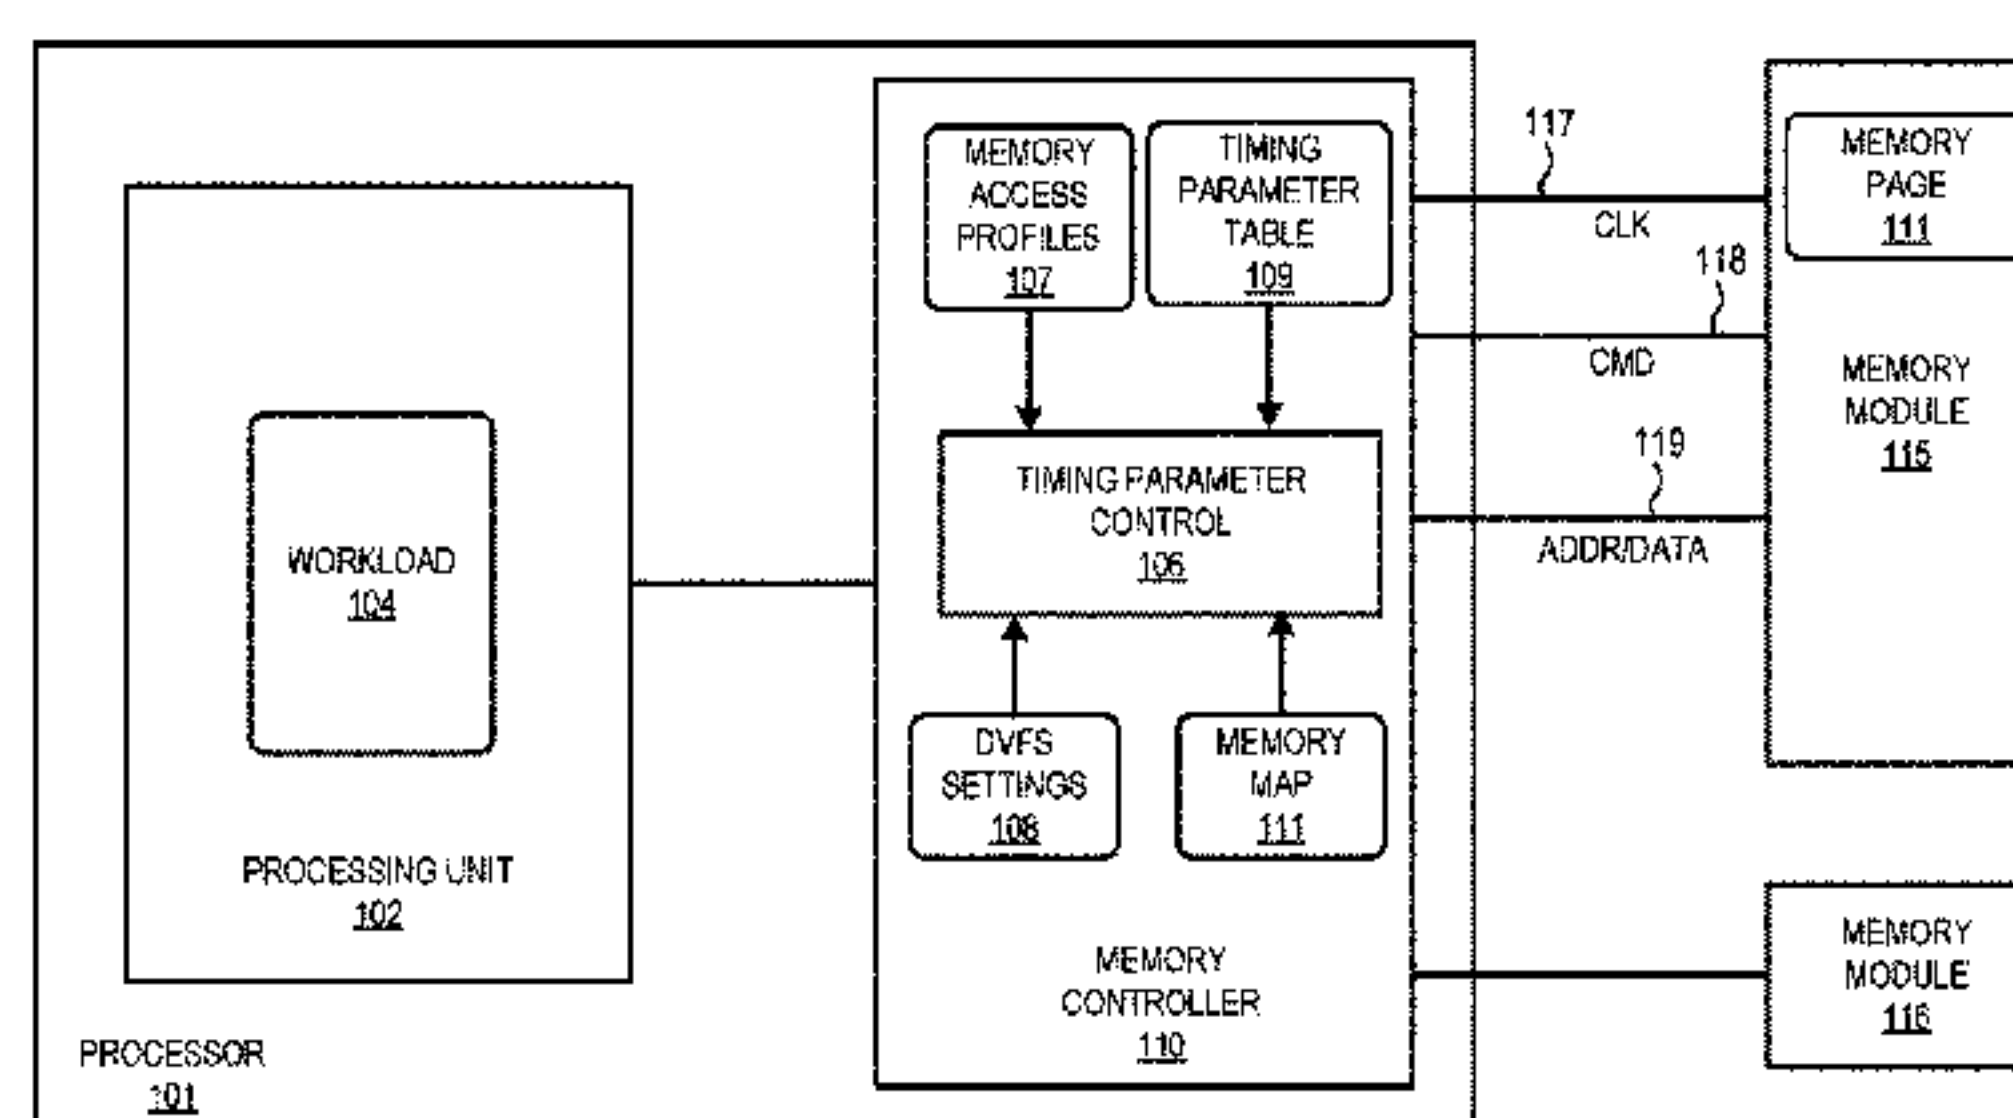 WORKLOAD
104
PROCESSING UNIT
102
PROCESSOR
101
MEMORY
ACCESS
PROFILES
107
TIMING
PARAMETER
TABLE
109
TIMING PARAMETER
CONTROL
106
DVFS
SETTINGS
108
MEMORY
MAP
111
MEMORY
CONTROLLER
110
117
CLK
118
CMD
119
ADDR/DATA
MEMORY
PAGE
111
MEMORY
MODULE
115
MEMORY
MODULE
116